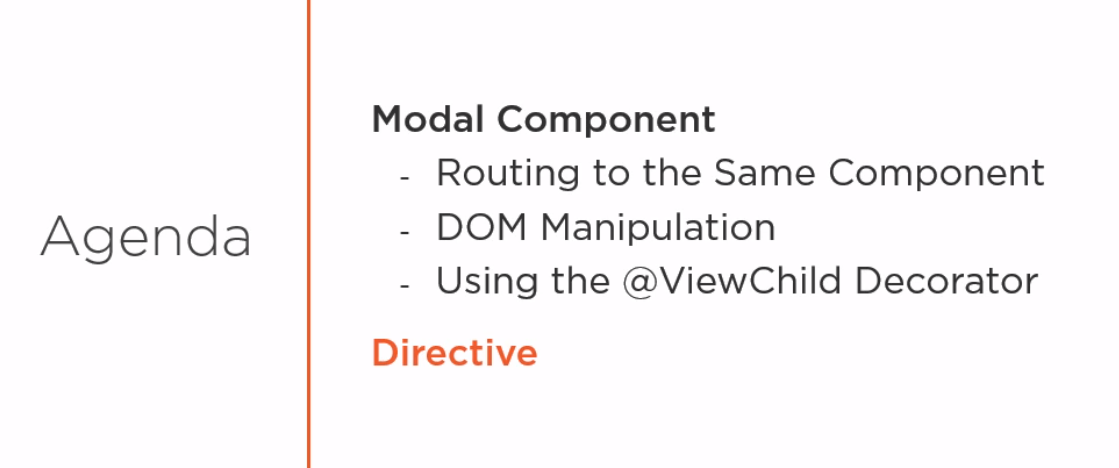 Agenda
Modal Component
- Routing to the Same Component
- DOM Manipulation
- Using the @ViewChild Decorator
Directive